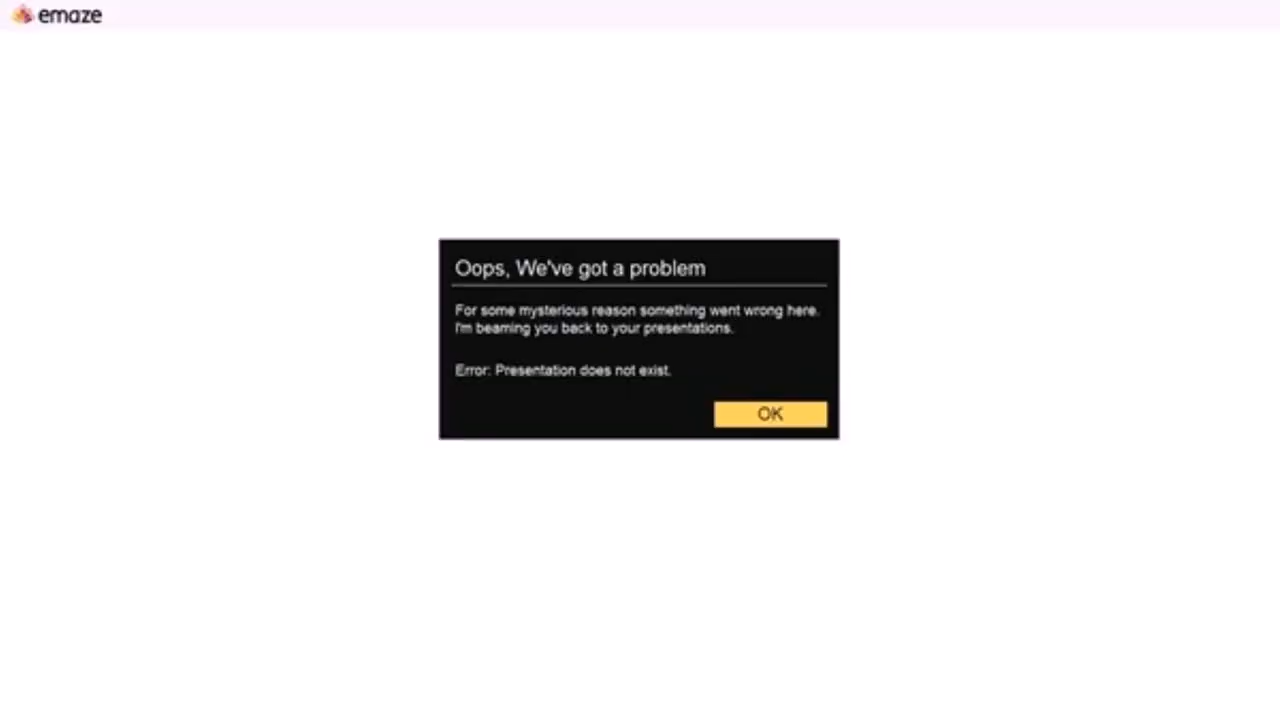 emaze
Oops, We've got a problem
For some mysterious reason something went wrong here.
I'm beaming you back to your presentations.
Error: Presentation does not exist.
OK